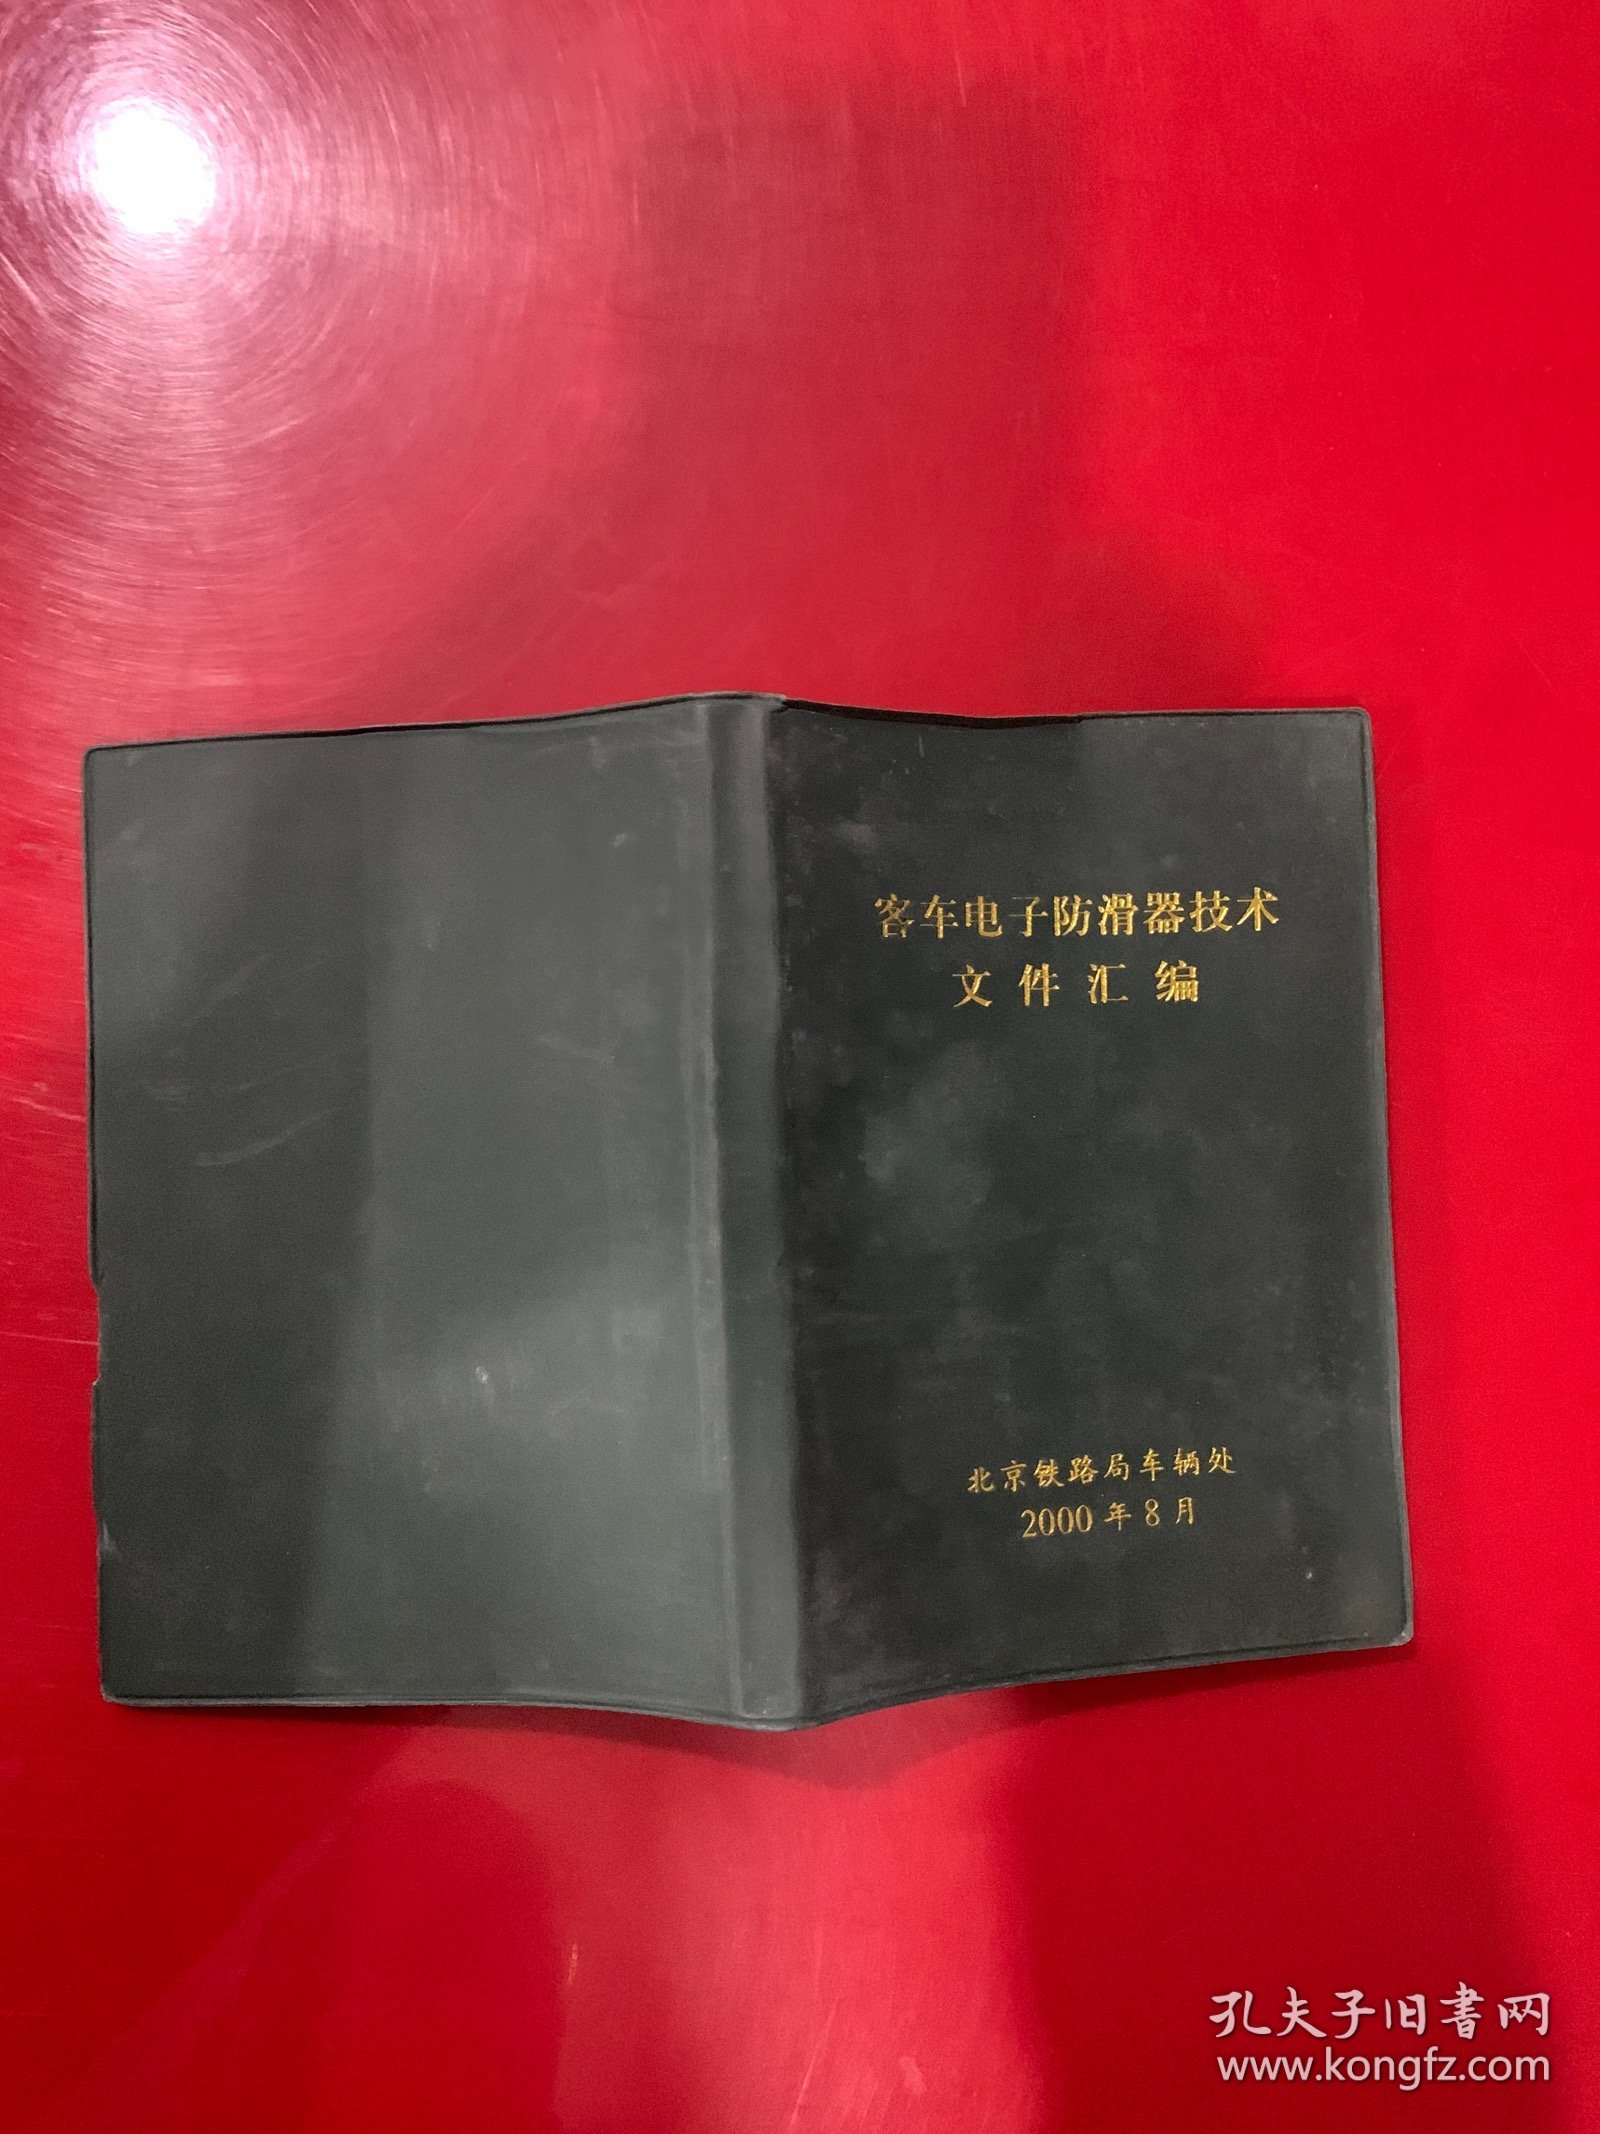 客车电子防滑器技术
文件汇编
北京铁路局车辆处
2000年8月
孔夫子旧書网
www.kongfz.com